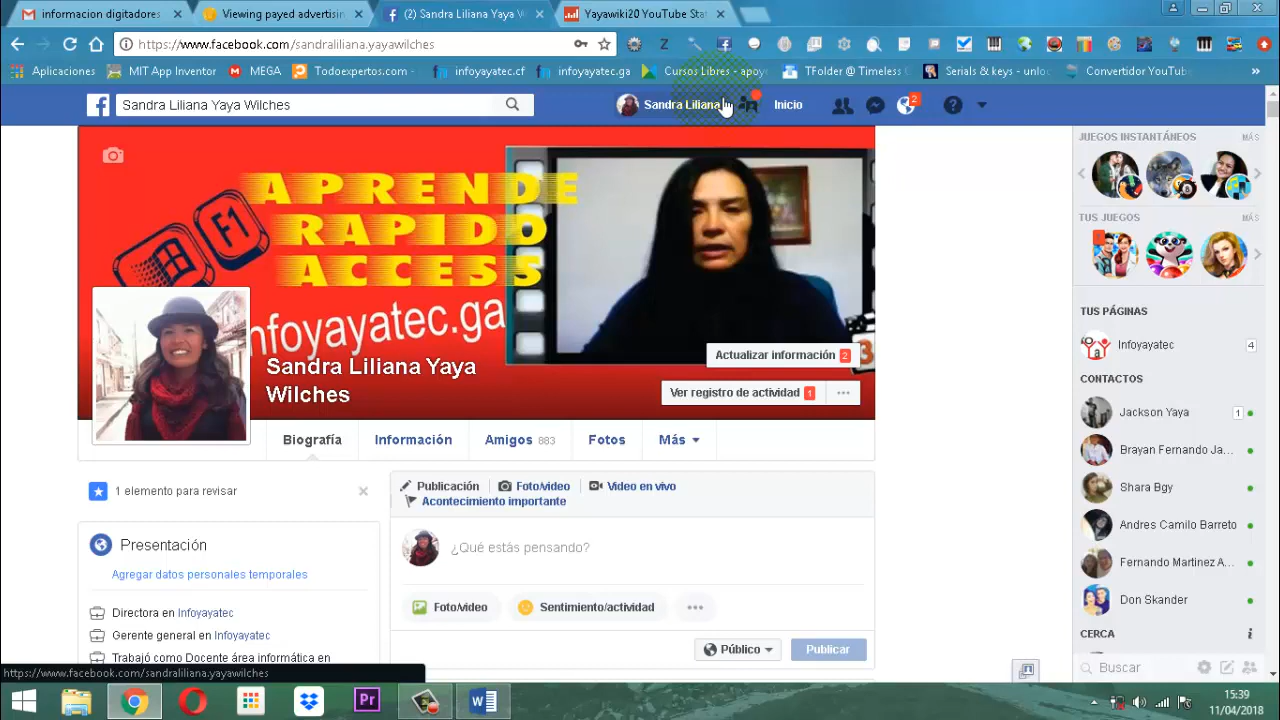 informacion digitadores
Viewing payed advertisin
(2) Sandra Liliana Yaya W
Yayawiki20 YouTube Sta
https://www.facebook.com/sandraliliana.yayawilches
Aplicaciones
MIT App Inventor
MEGA
Todoexpertos.com -
infoyayatec.cf
infoyayatec.ga
Cursos Libres - apoy
TFolder @ Timeless
Serials & keys - unlo
Convertidor YouTub
»
Sandra Liliana Yaya Wilches
Sandra Liliana
Inicio
2
APRENDE
RAPIDO
ACCESS
F1
infoyayatec.ga
Sandra Liliana Yaya
Wilches
Actualizar información 2
Ver registro de actividad 1
Biografía
Información
Amigos 883
Fotos
Más
1 elemento para revisar
Presentación
Agregar datos personales temporales
Directora en Infoyayatec
Gerente general en Infoyayatec
Trabajó como Docente área informática en
https://www.facebook.com/sandraliliana.yayawilches
Publicación
Foto/video
Video en vivo
Acontecimiento importante
¿Qué estás pensando?
Foto/video
Sentimiento/actividad
Público
Publicar
JUEGOS INSTANTÁNEOS
MÁS
TUS JUEGOS
MÁS
TUS PÁGINAS
Infoyayatec
4
CONTACTOS
Jackson Yaya
1
Brayan Fernando Ja...
Shara Bgy
Andres Camilo Barreto
Fernando Martinez A...
Don Skander
CERCA
Buscar
Pr
15:39
11/04/2018